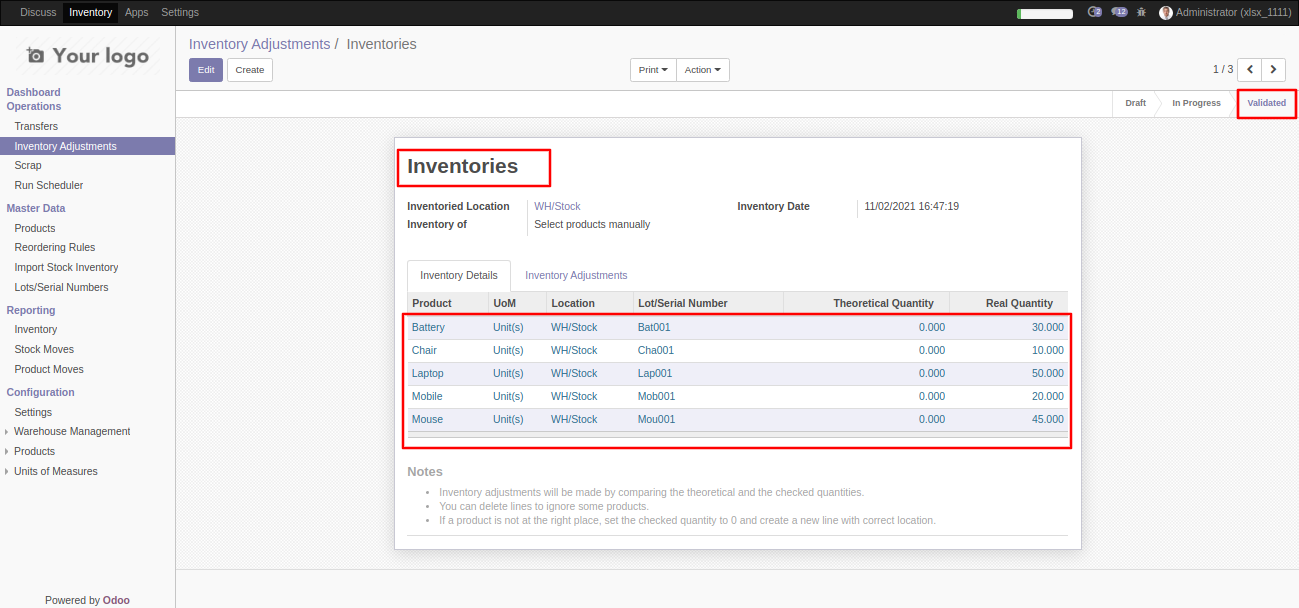 Discuss Inventory Apps Settings 2 12 Administrator (xlsx_1111)
Your logo
Dashboard
Operations
Transfers
Inventory Adjustments
Scrap
Run Scheduler
Master Data
Products
Reordering Rules
Import Stock Inventory
Lots/Serial Numbers
Reporting
Inventory
Stock Moves
Product Moves
Configuration
Settings
Warehouse Management
Products
Units of Measures
Powered by Odoo
Inventory Adjustments / Inventories
Edit Create Print Action 1 / 3
Draft In Progress Validated
Inventories
Inventoried Location WH/Stock Inventory Date 11/02/2021 16:47:19
Inventory of Select products manually
Inventory Details Inventory Adjustments
Product UoM Location Lot/Serial Number Theoretical Quantity Real Quantity
Battery Unit(s) WH/Stock Bat001 0.000 30.000
Chair Unit(s) WH/Stock Cha001 0.000 10.000
Laptop Unit(s) WH/Stock Lap001 0.000 50.000
Mobile Unit(s) WH/Stock Mob001 0.000 20.000
Mouse Unit(s) WH/Stock Mou001 0.000 45.000
Notes
• Inventory adjustments will be made by comparing the theoretical and the checked quantities.
• You can delete lines to ignore some products.
• If a product is not at the right place, set the checked quantity to 0 and create a new line with correct location.